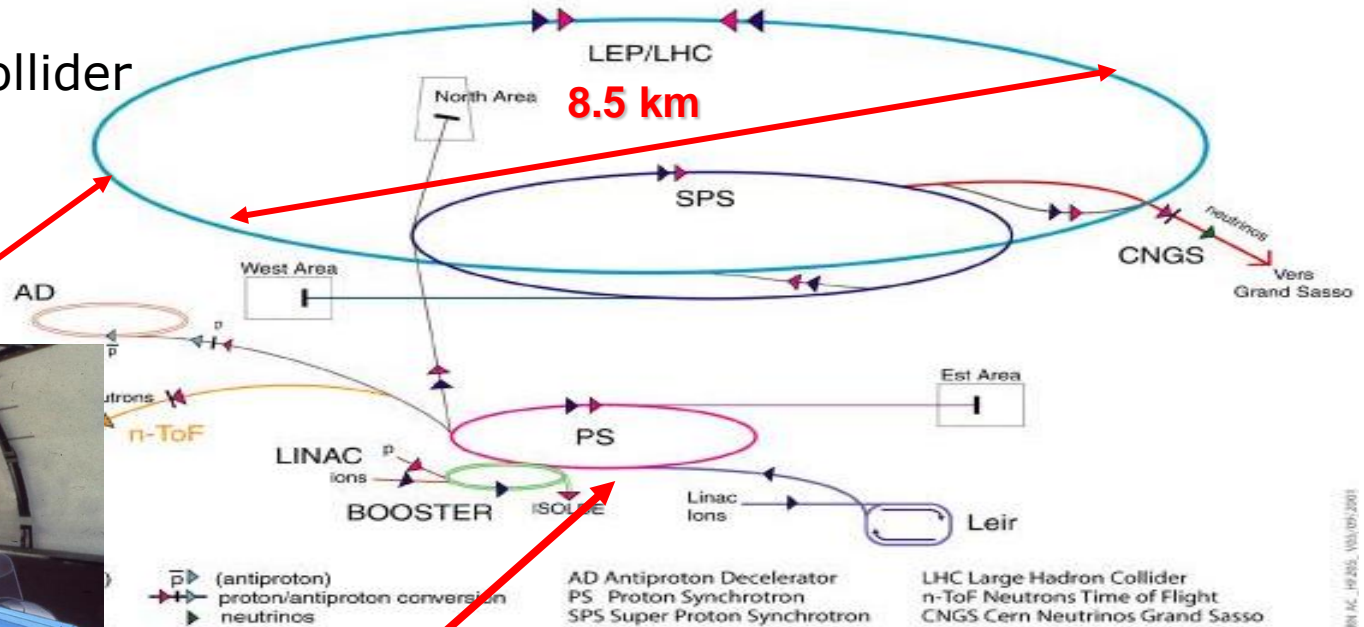 ollider
LEP/LHC
North Area
8.5 km
SPS
neutrinos
CNGS
Vers
Grand Sasso
West Area
AD
p
p̅
Est Area
utrons
n-ToF
PS
LINAC
p
ions
BOOSTER
ISOLDE
Linac
Ions
Leir
)
p̅ (antiproton)
proton/antiproton conversion
neutrinos
AD Antiproton Decelerator
PS Proton Synchrotron
SPS Super Proton Synchrotron
LHC Large Hadron Collider
n-ToF Neutrons Time of Flight
CNGS Cern Neutrinos Grand Sasso